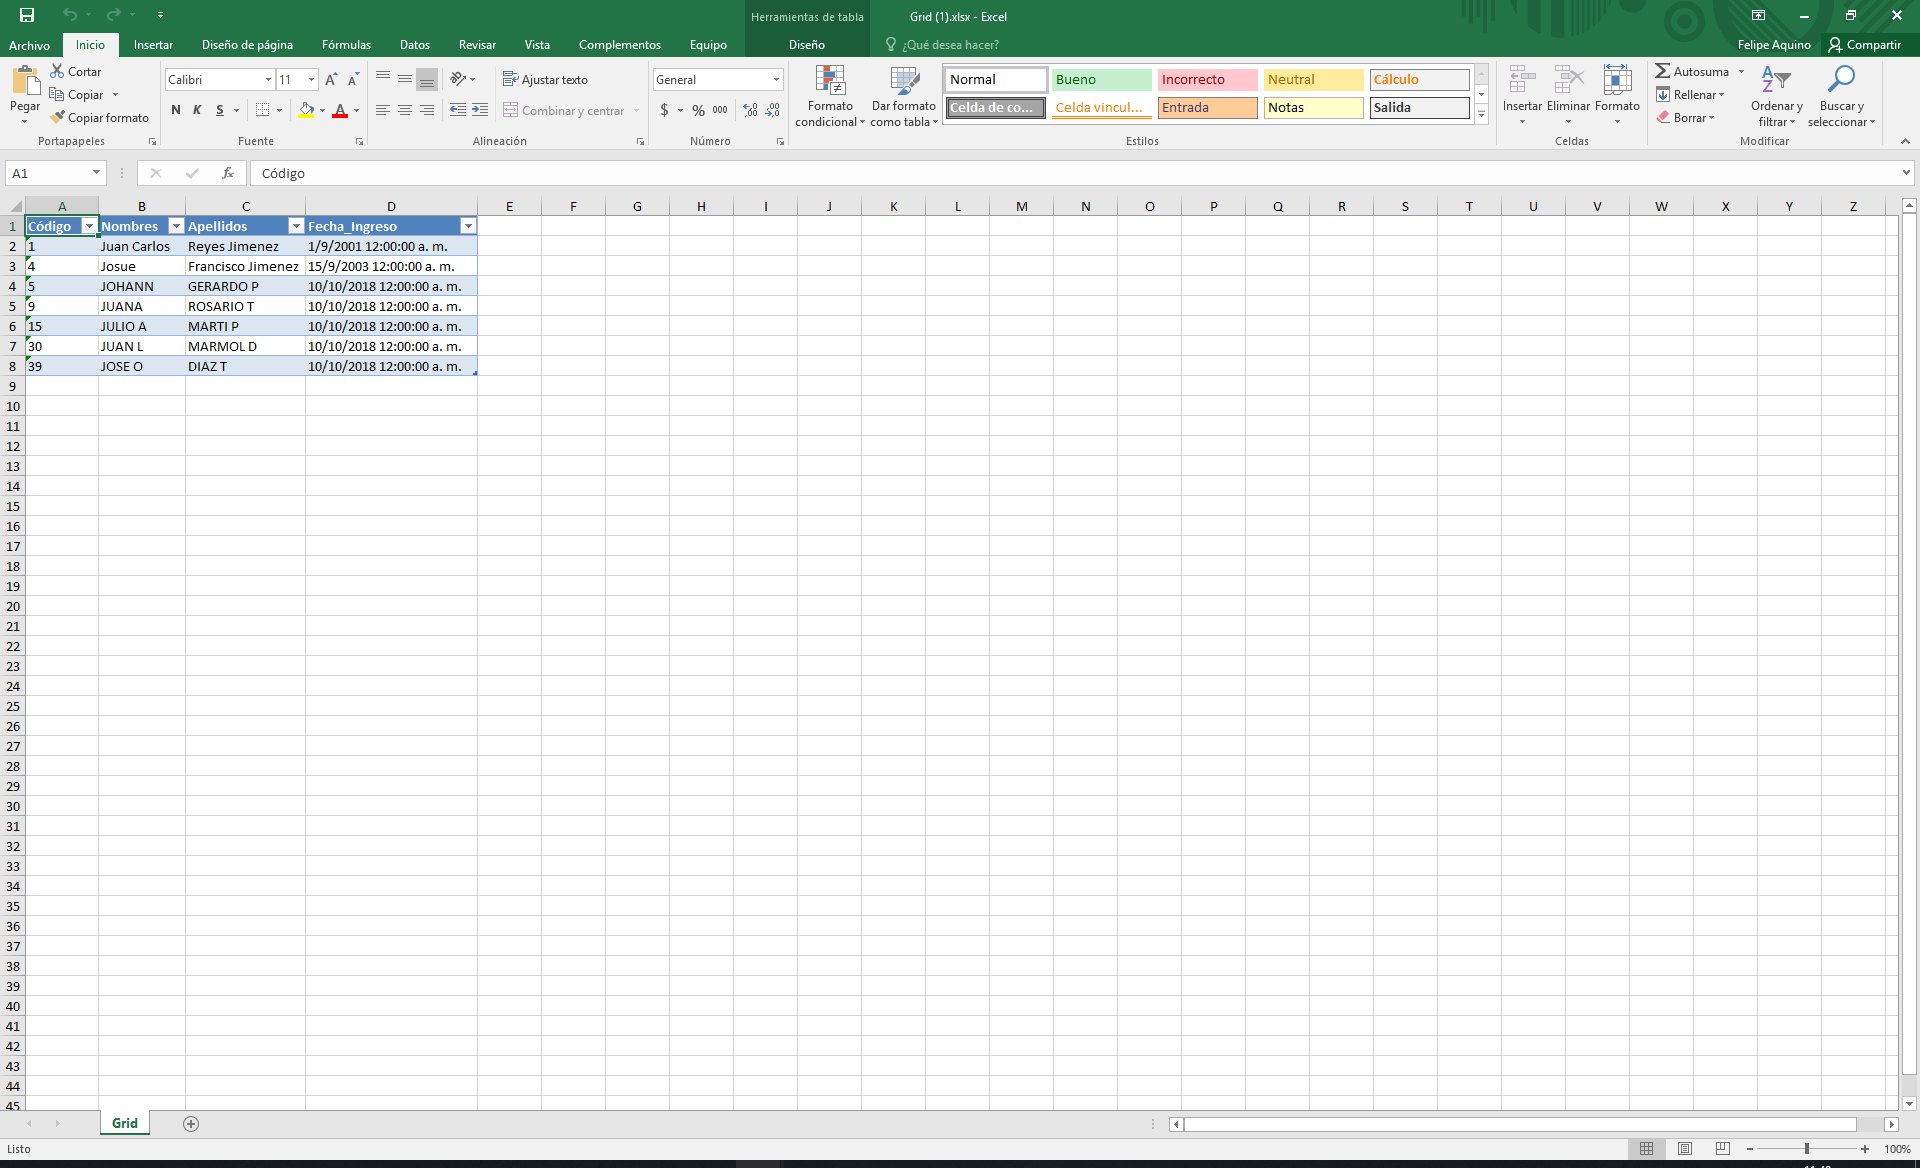 Herramientas de tabla
Grid (1).xlsx - Excel
Archivo Inicio Insertar Diseño de página Fórmulas Datos Revisar Vista Complementos Equipo Diseño ¿Qué desea hacer? Felipe Aquino Compartir
Pegar
Cortar
Copiar
Copiar formato
Portapapeles
Calibri 11
N K S
Fuente
Ajustar texto
Combinar y centrar
Alineación
General
$ % 000
Número
Formato condicional
Dar formato como tabla
Normal Bueno Incorrecto Neutral Cálculo
Celda de co... Celda vincul... Entrada Notas Salida
Estilos
Insertar Eliminar Formato
Celdas
Autosuma
Rellenar
Borrar
Ordenar y filtrar
Buscar y seleccionar
Modificar
A1 fx Código
A B C D E F G H I J K L M N O P Q R S T U V W X Y Z
1 Código Nombres Apellidos Fecha_Ingreso
2 1 Juan Carlos Reyes Jimenez 1/9/2001 12:00:00 a. m.
3 4 Josue Francisco Jimenez 15/9/2003 12:00:00 a. m.
4 5 JOHANN GERARDO P 10/10/2018 12:00:00 a. m.
5 9 JUANA ROSARIO T 10/10/2018 12:00:00 a. m.
6 15 JULIO A MARTI P 10/10/2018 12:00:00 a. m.
7 30 JUAN L MARMOL D 10/10/2018 12:00:00 a. m.
8 39 JOSE O DIAZ T 10/10/2018 12:00:00 a. m.
9
10
11
12
13
14
15
16
17
18
19
20
21
22
23
24
25
26
27
28
29
30
31
32
33
34
35
36
37
38
39
40
41
42
43
44
45
Grid
Listo
100%